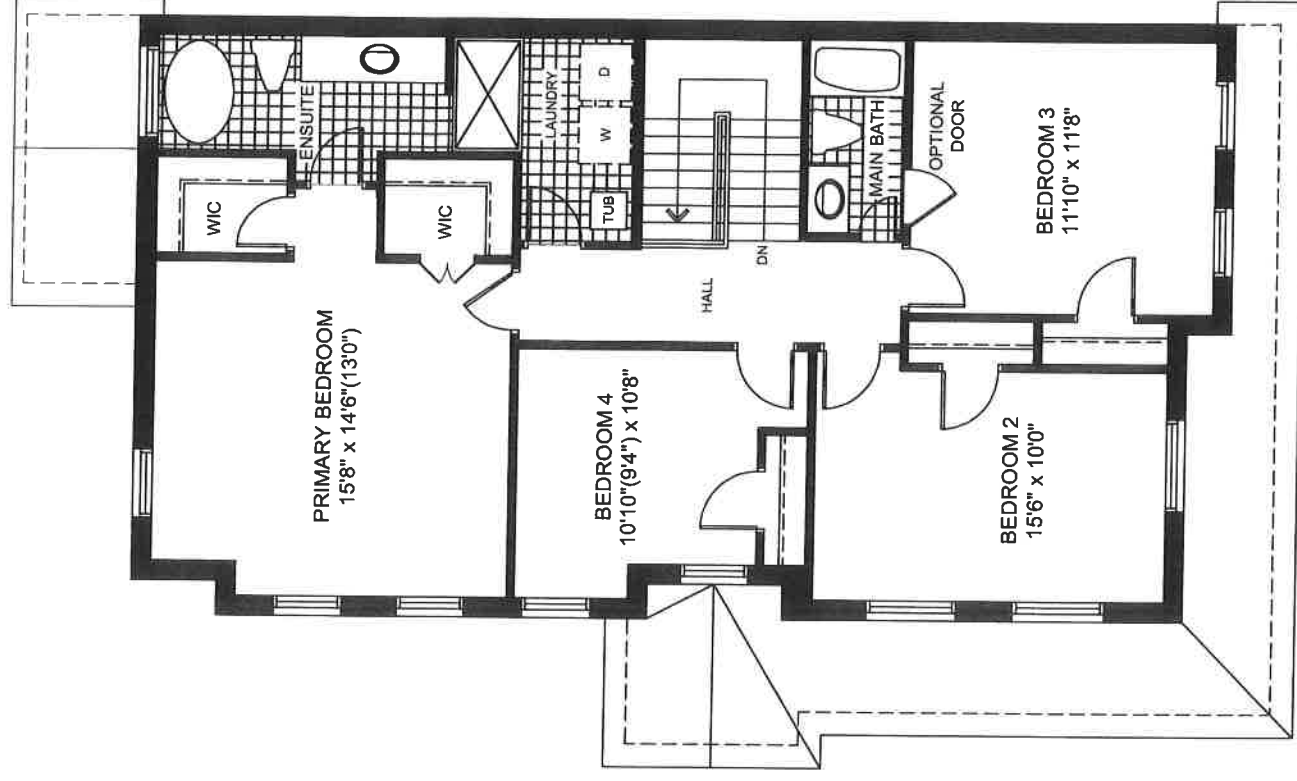 ENSUITE
WIC
WIC
LAUNDRY
W
D
TUB
PRIMARY BEDROOM
15'8" x 14'6"(13'0")
HALL
DN
MAIN BATH
OPTIONAL
DOOR
BEDROOM 3
11'10" x 11'8"
BEDROOM 4
10'10"(9'4") x 10'8"
BEDROOM 2
15'6" x 10'0"